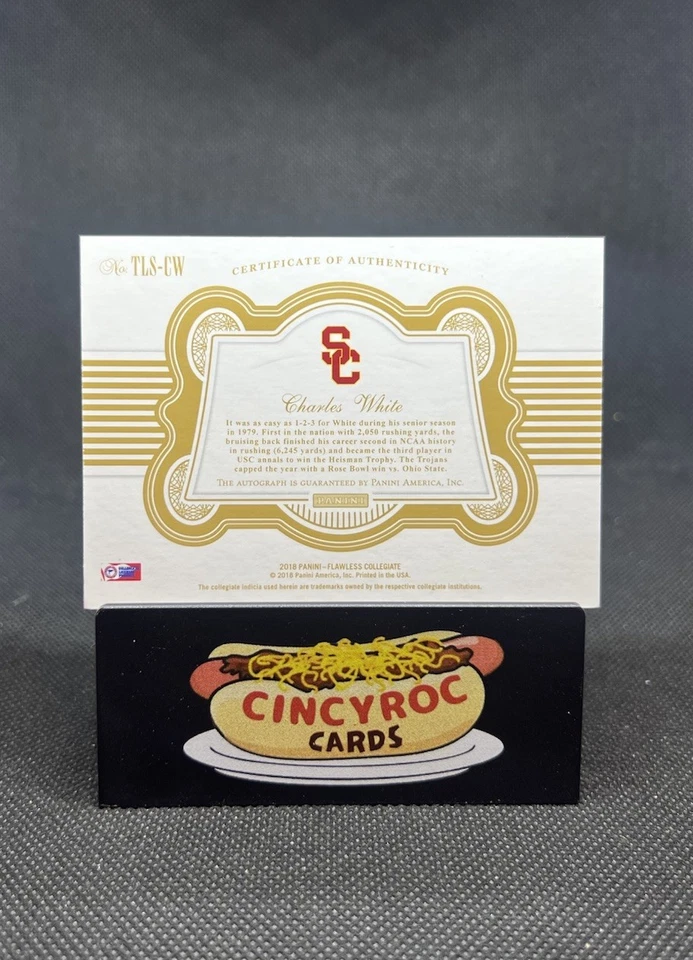 No. TLS-CW
CERTIFICATE OF AUTHENTICITY
SC
Charles White
It was as easy as 1-2-3 for White during his senior season
in 1979. First in the nation with 2,050 rushing yards, the
bruising back finished his career second in NCAA history
in rushing (6,245 yards) and became the third player in
USC annals to win the Heisman Trophy. The Trojans
capped the year with a Rose Bowl win vs. Ohio State.
THE AUTOGRAPH IS GUARANTEED BY PANINI AMERICA, INC.
PANINI
2018 PANINI–FLAWLESS COLLEGIATE
© 2018 Panini America, Inc. Printed in the USA.
The collegiate indicia used herein are trademarks owned by the respective collegiate institutions.
CINCYROC
CARDS